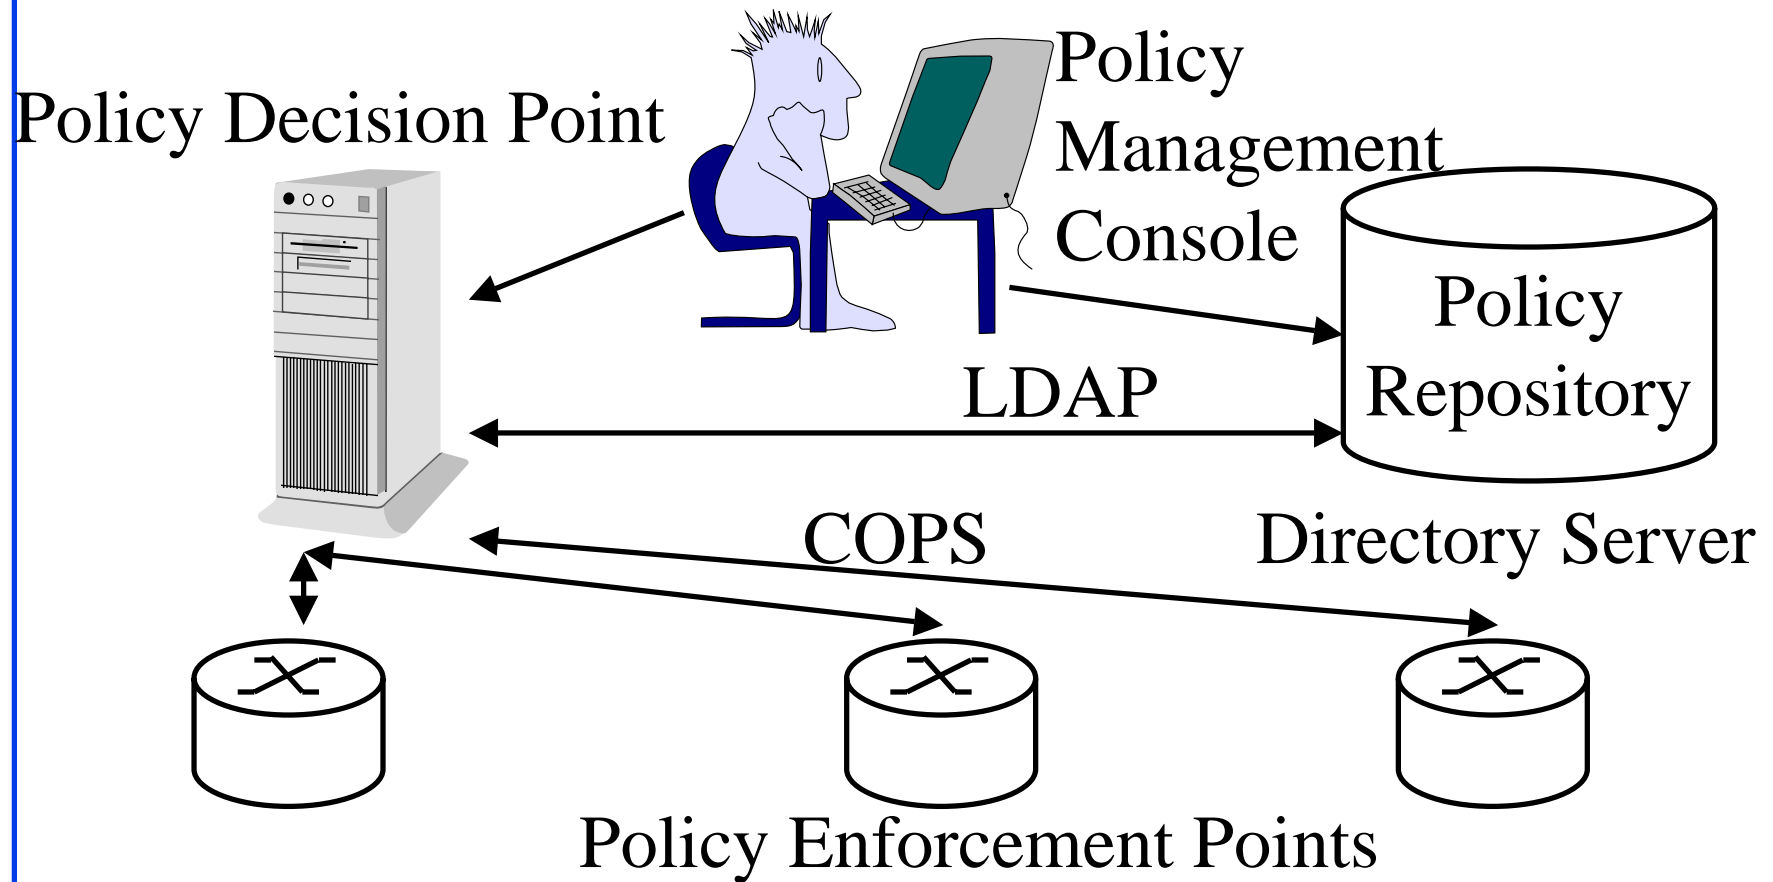 Policy Decision Point
Policy
Management
Console
Policy
Repository
LDAP
COPS
Directory Server
Policy Enforcement Points